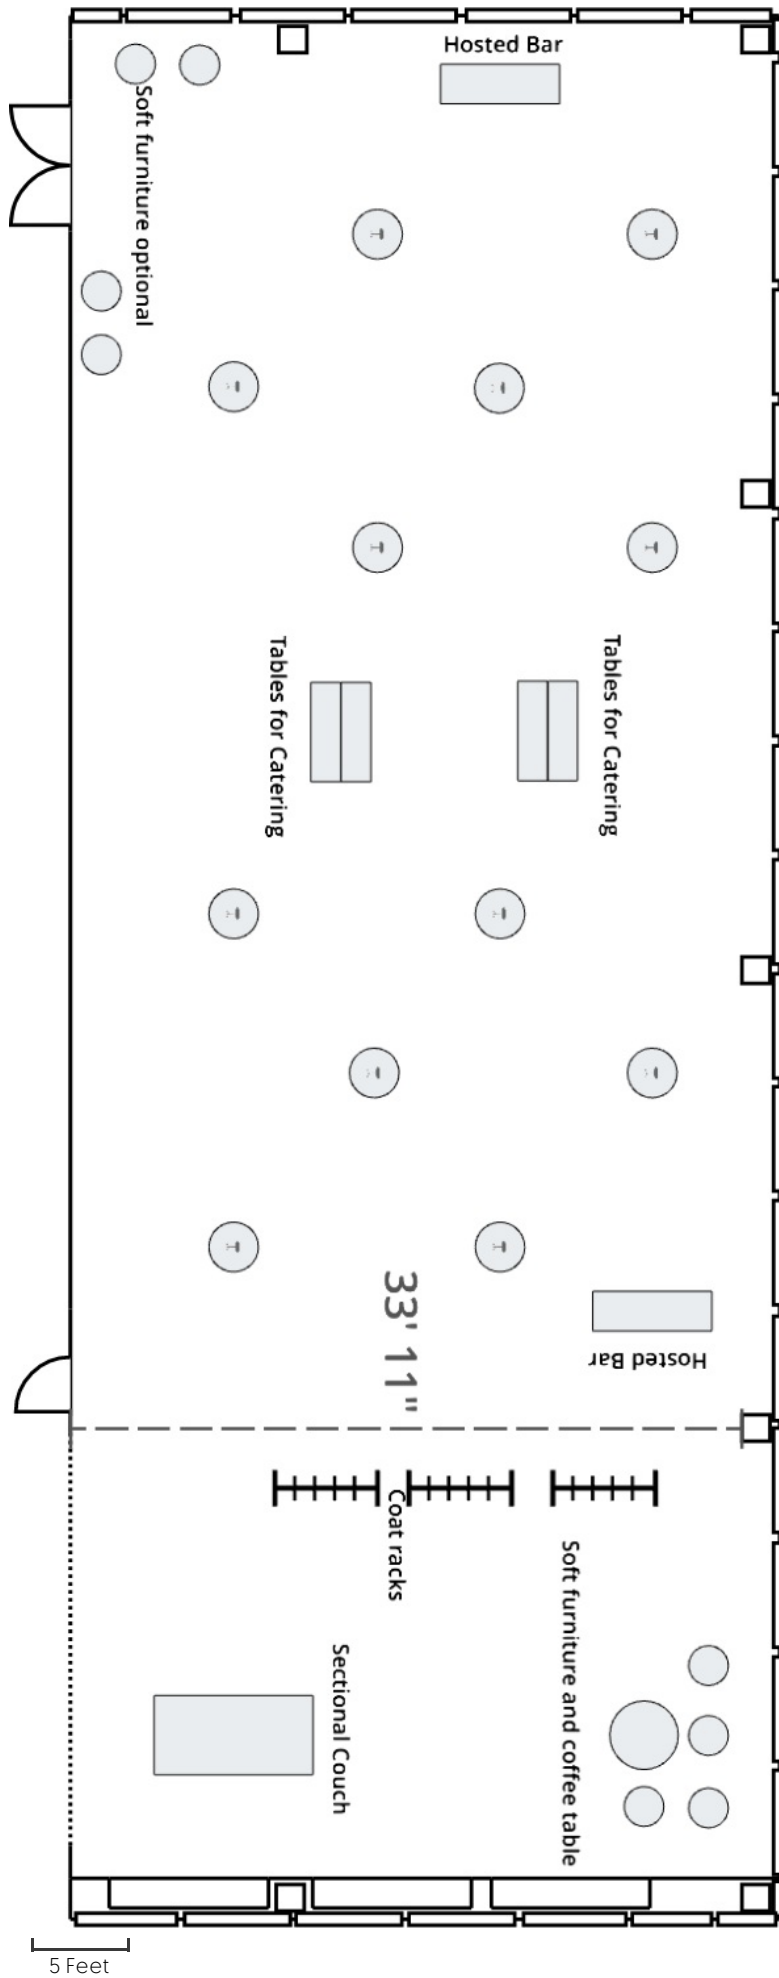 Hosted Bar
Soft furniture optional
Tables for Catering
Tables for Catering
33' 11"
Hosted Bar
Coat racks
Soft furniture and coffee table
Sectional Couch
5 Feet